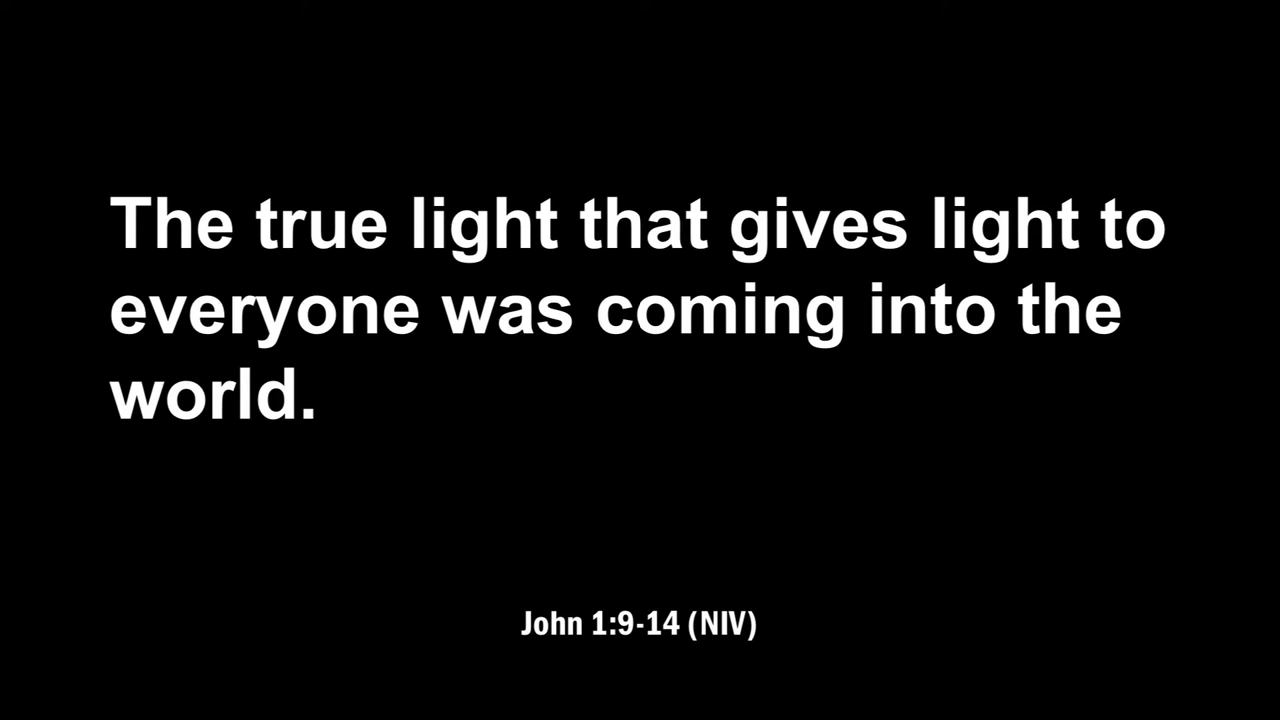 The true light that gives light to
everyone was coming into the
world.
John 1:9-14 (NIV)